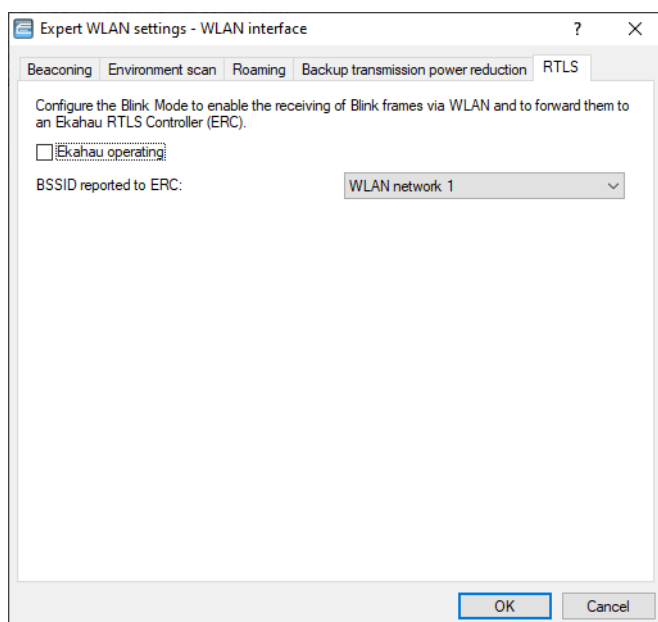 Expert WLAN settings - WLAN interface
?
Beaconing Environment scan Roaming Backup transmission power reduction RTLS
Configure the Blink Mode to enable the receiving of Blink frames via WLAN and to forward them to
an Ekahau RTLS Controller (ERC).
Ekahau operating
BSSID reported to ERC: WLAN network 1
OK Cancel